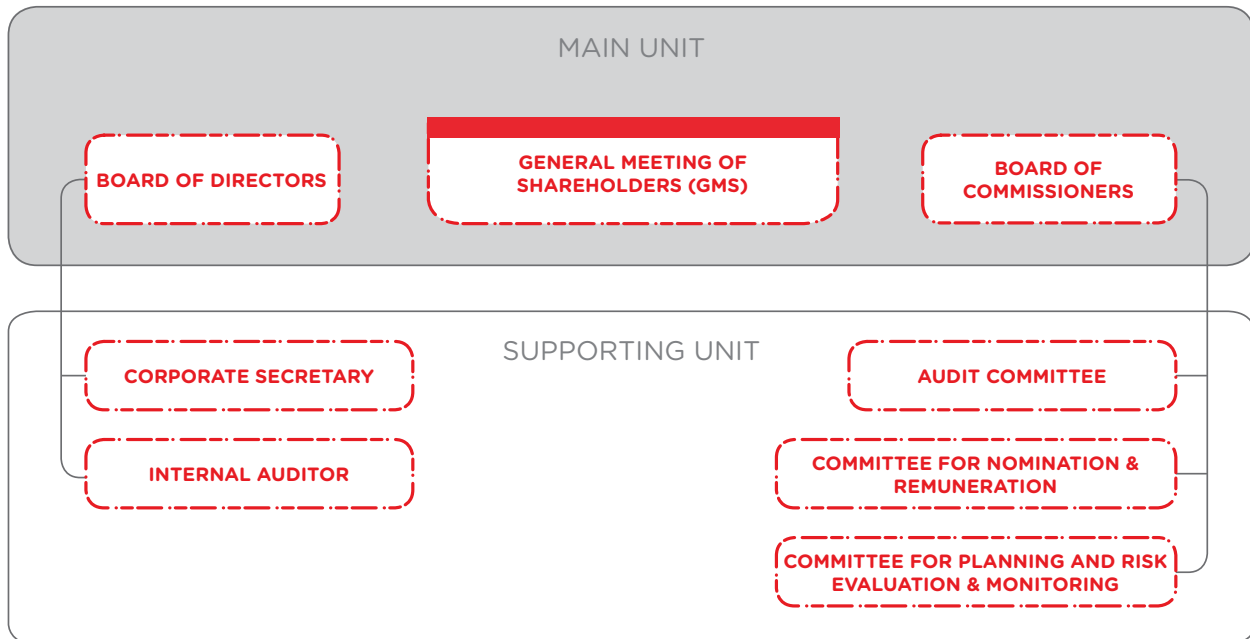 MAIN UNIT
BOARD OF DIRECTORS
GENERAL MEETING OF
SHAREHOLDERS (GMS)
BOARD OF
COMMISSIONERS
SUPPORTING UNIT
CORPORATE SECRETARY
AUDIT COMMITTEE
INTERNAL AUDITOR
COMMITTEE FOR NOMINATION &
REMUNERATION
COMMITTEE FOR PLANNING AND RISK
EVALUATION & MONITORING